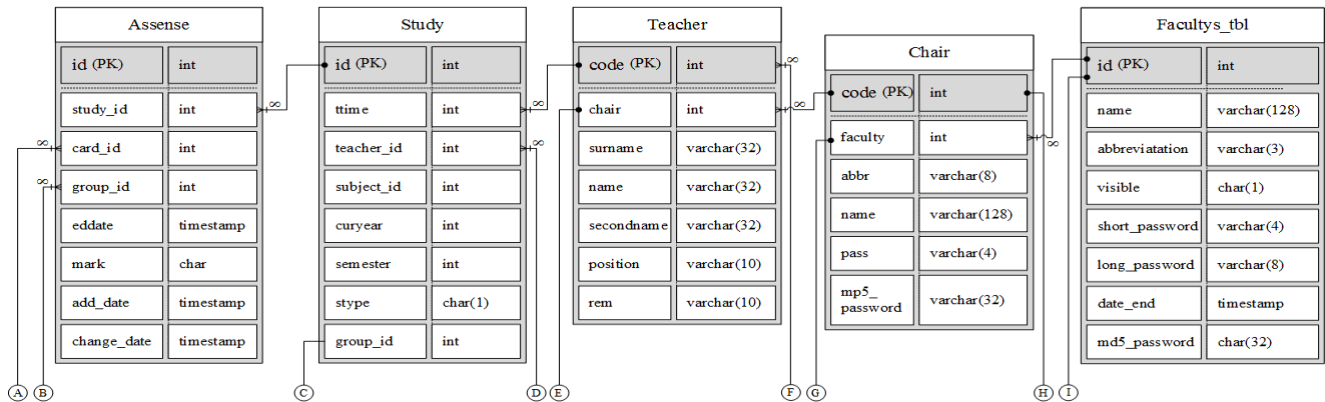 Assense
id (PK) int
study_id int
card_id int
group_id int
eddate timestamp
mark char
add_date timestamp
change_date timestamp
Study
id (PK) int
ttime int
teacher_id int
subject_id int
curyear int
semester int
stype char(1)
group_id int
Teacher
code (PK) int
chair int
surname varchar(32)
name varchar(32)
secondname varchar(32)
position varchar(10)
rem varchar(10)
Chair
code (PK) int
faculty int
abbr varchar(8)
name varchar(128)
pass varchar(4)
mp5_
password varchar(32)
Facultys_tbl
id (PK) int
name varchar(128)
abbreviatation varchar(3)
visible char(1)
short_password varchar(4)
long_password varchar(8)
date_end timestamp
md5_password char(32)
∞ ∞ ∞ ∞ ∞ ∞ ∞ ∞
A B C D E F G H I